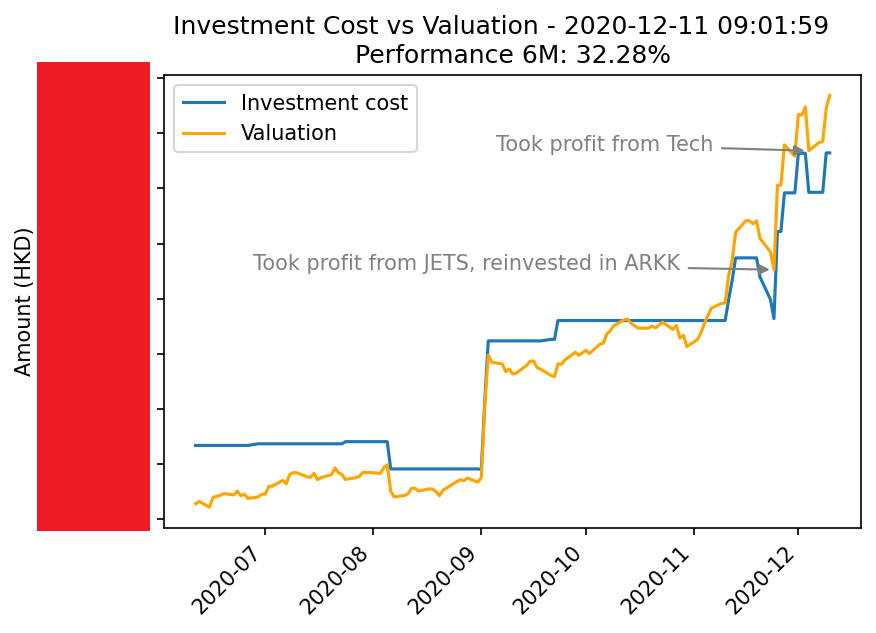 Investment Cost vs Valuation - 2020-12-11 09:01:59
Performance 6M: 32.28%
Investment cost
Valuation
Took profit from Tech
Took profit from JETS, reinvested in ARKK
Amount (HKD)
2020-07
2020-08
2020-09
2020-10
2020-11
2020-12